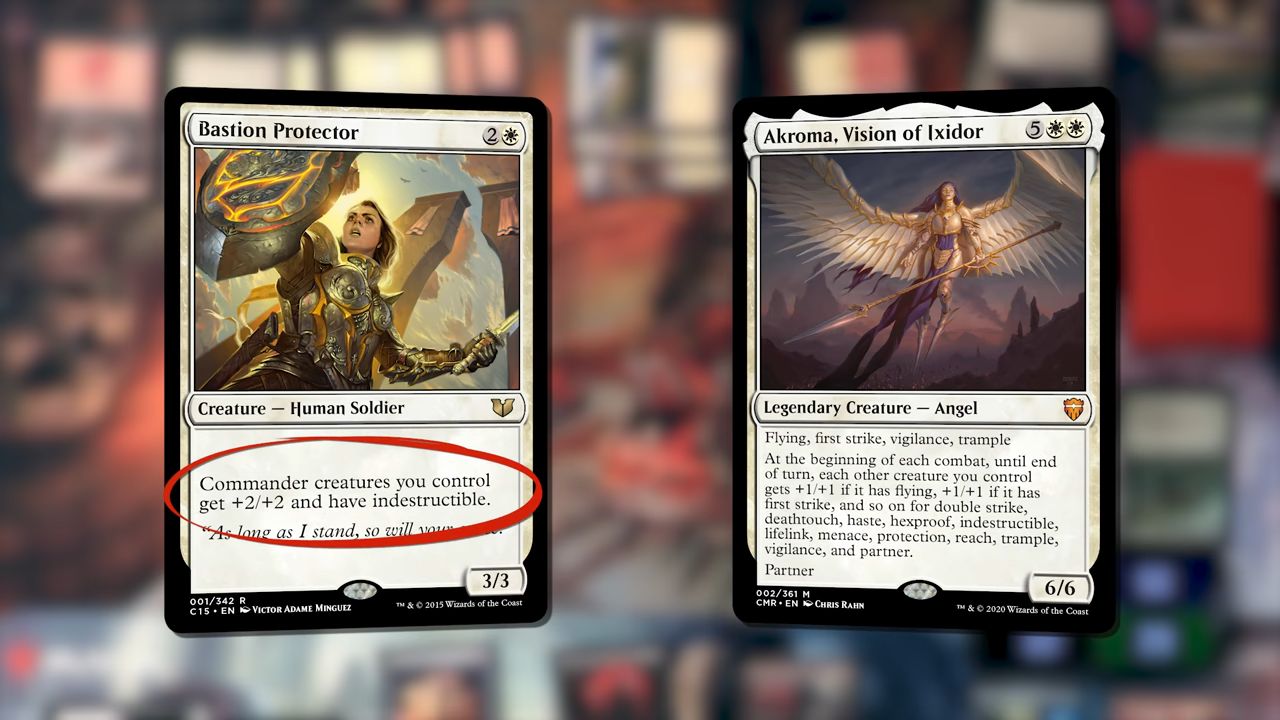 Bastion Protector
2
Creature — Human Soldier
Commander creatures you control
get +2/+2 and have indestructible.
“As long as I stand, so will your
3/3
001/342 R
C15 • EN Victor Adame Minguez
™ & © 2015 Wizards of the Coast
Akroma, Vision of Ixidor
5
Legendary Creature — Angel
Flying, first strike, vigilance, trample
At the beginning of each combat, until end
of turn, each other creature you control
gets +1/+1 if it has flying, +1/+1 if it has
first strike, and so on for double strike,
deathtouch, haste, hexproof, indestructible,
lifelink, menace, protection, reach, trample,
vigilance, and partner.
Partner
6/6
002/361 M
CMR • EN Chris Rahn
™ & © 2020 Wizards of the Coast